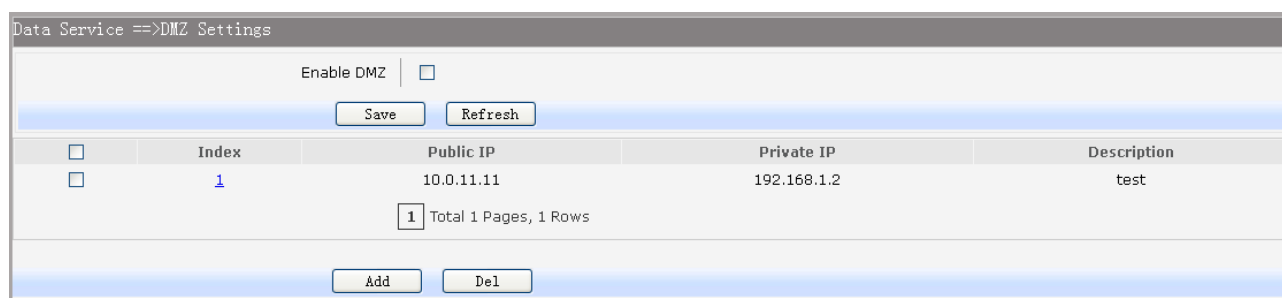 Data Service ==>DMZ Settings
Enable DMZ
Save Refresh
Index Public IP Private IP Description
1 10.0.11.11 192.168.1.2 test
1 Total 1 Pages, 1 Rows
Add Del